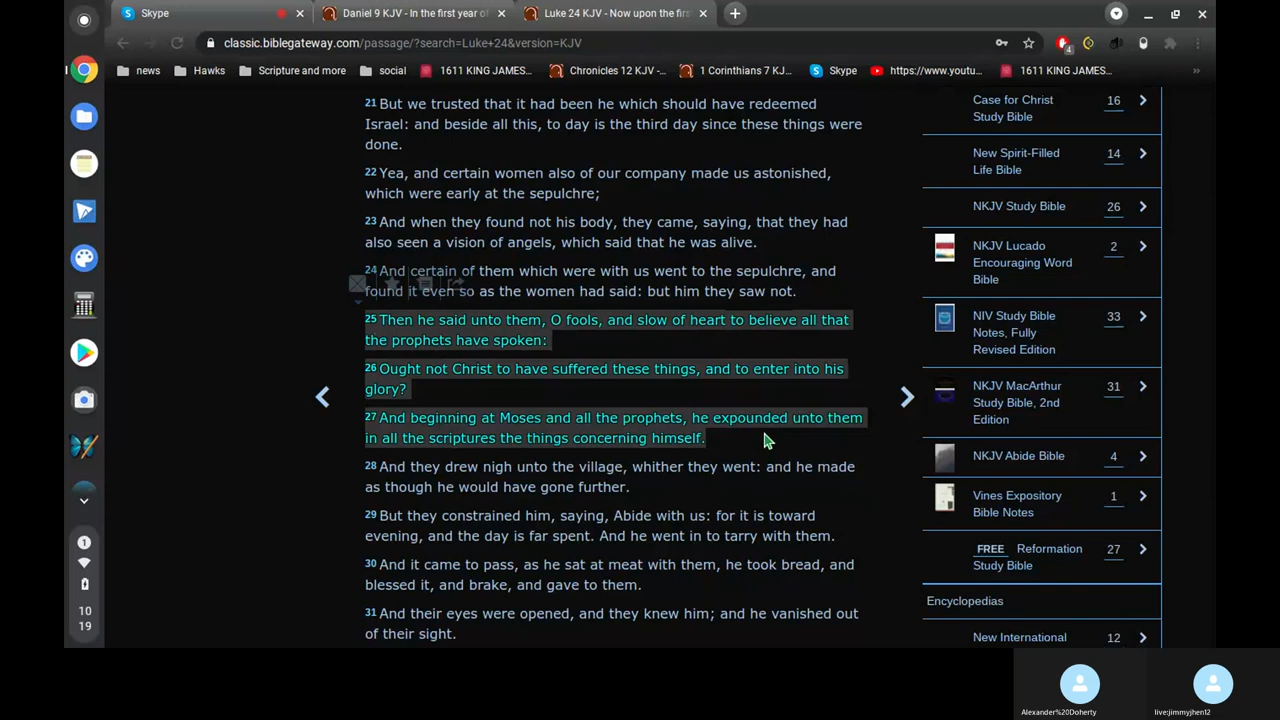 Skype
Daniel 9 KJV - In the first year of
Luke 24 KJV - Now upon the firs
classic.biblegateway.com/passage/?search=Luke+24&version=KJV
4
news
Hawks
Scripture and more
social
1611 KING JAMES...
Chronicles 12 KJV -...
1 Corinthians 7 KJ...
Skype
https://www.youtu...
1611 KING JAMES...
»
21 But we trusted that it had been he which should have redeemed
Israel: and beside all this, to day is the third day since these things were
done.
22 Yea, and certain women also of our company made us astonished,
which were early at the sepulchre;
23 And when they found not his body, they came, saying, that they had
also seen a vision of angels, which said that he was alive.
24 And certain of them which were with us went to the sepulchre, and
found it even so as the women had said: but him they saw not.
25 Then he said unto them, O fools, and slow of heart to believe all that
the prophets have spoken:
26 Ought not Christ to have suffered these things, and to enter into his
glory?
27 And beginning at Moses and all the prophets, he expounded unto them
in all the scriptures the things concerning himself.
28 And they drew nigh unto the village, whither they went: and he made
as though he would have gone further.
29 But they constrained him, saying, Abide with us: for it is toward
evening, and the day is far spent. And he went in to tarry with them.
30 And it came to pass, as he sat at meat with them, he took bread, and
blessed it, and brake, and gave to them.
31 And their eyes were opened, and they knew him; and he vanished out
of their sight.
Case for Christ
Study Bible
16
New Spirit-Filled
Life Bible
14
NKJV Study Bible
26
NKJV Lucado
Encouraging Word
Bible
2
NIV Study Bible
Notes, Fully
Revised Edition
33
NKJV MacArthur
Study Bible, 2nd
Edition
31
NKJV Abide Bible
4
Vines Expository
Bible Notes
1
FREE Reformation
Study Bible
27
Encyclopedias
New International
12
1
10
19
Alexander%20Doherty
live:jimmyjhen12